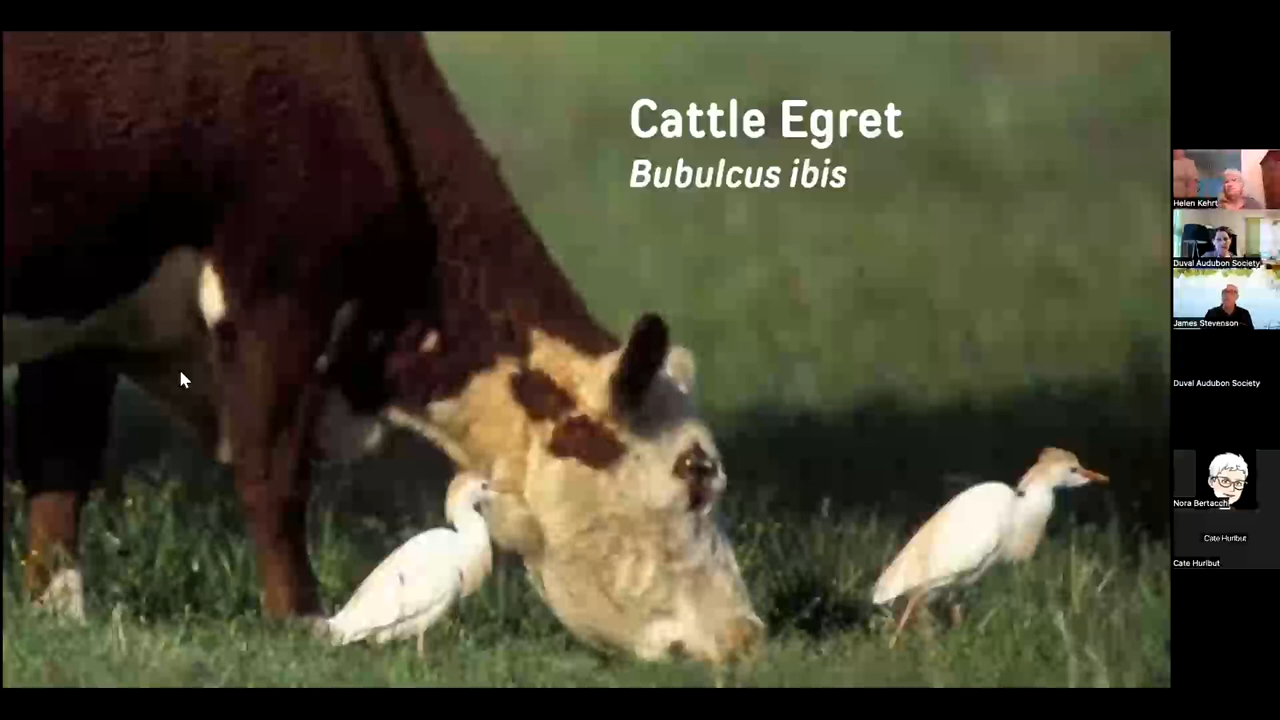 Cattle Egret
Bubulcus ibis
Helen Kehrt
Duval Audubon Society
James Stevenson
Duval Audubon Society
Nora Bertacchi
Cate Hurlbut
Cate Hurlbut